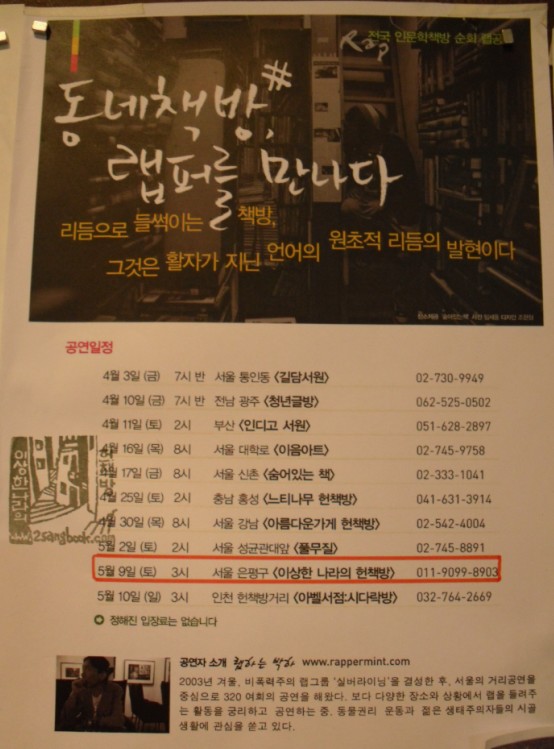 Rap 전국 인문학책방 순회 랩공
동네책방,#
랩퍼를 만나다
리듬으로 들썩이는 책방,
그것은 활자가 지닌 언어의 원초적 리듬의 발현이다
공연일정
4월 3일 (금) 7시 반 서울 통인동 <길담서원> 02-730-9949
4월 10일 (금) 7시 반 전남 광주 <청년글방> 062-525-0502
4월 11일 (토) 2시 부산 <인디고 서원> 051-628-2897
4월 16일 (목) 8시 서울 대학로 <이음아트> 02-745-9758
4월 17일 (금) 8시 서울 신촌 <숨어있는 책> 02-333-1041
4월 25일 (토) 2시 충남 홍성 <느티나무 헌책방> 041-631-3914
4월 30일 (목) 8시 서울 강남 <아름다운가게 헌책방> 02-542-4004
5월 2일 (토) 2시 서울 성균관대앞 <풀무질> 02-745-8891
5월 9일 (토) 3시 서울 은평구 <이상한 나라의 헌책방> 011-9099-8903
5월 10일 (일) 3시 인천 헌책방거리 <아벨서점:시다락방> 032-764-2669
정해진 입장료는 없습니다
이상한나라의
헌책방
www.2sangbook.com
공연자 소개 랩하는 박하 www.rappermint.com
2003년 겨울, 비폭력주의 랩그룹 '실버라이닝'을 결성한 후, 서울의 거리공연을
중심으로 320 여회의 공연을 해왔다. 보다 다양한 장소와 상황에서 랩을 들려주
는 활동을 궁리하고 공연하는 중, 동물권리 운동과 젊은 생태주의자들의 시골
생활에 관심을 쏟고 있다.